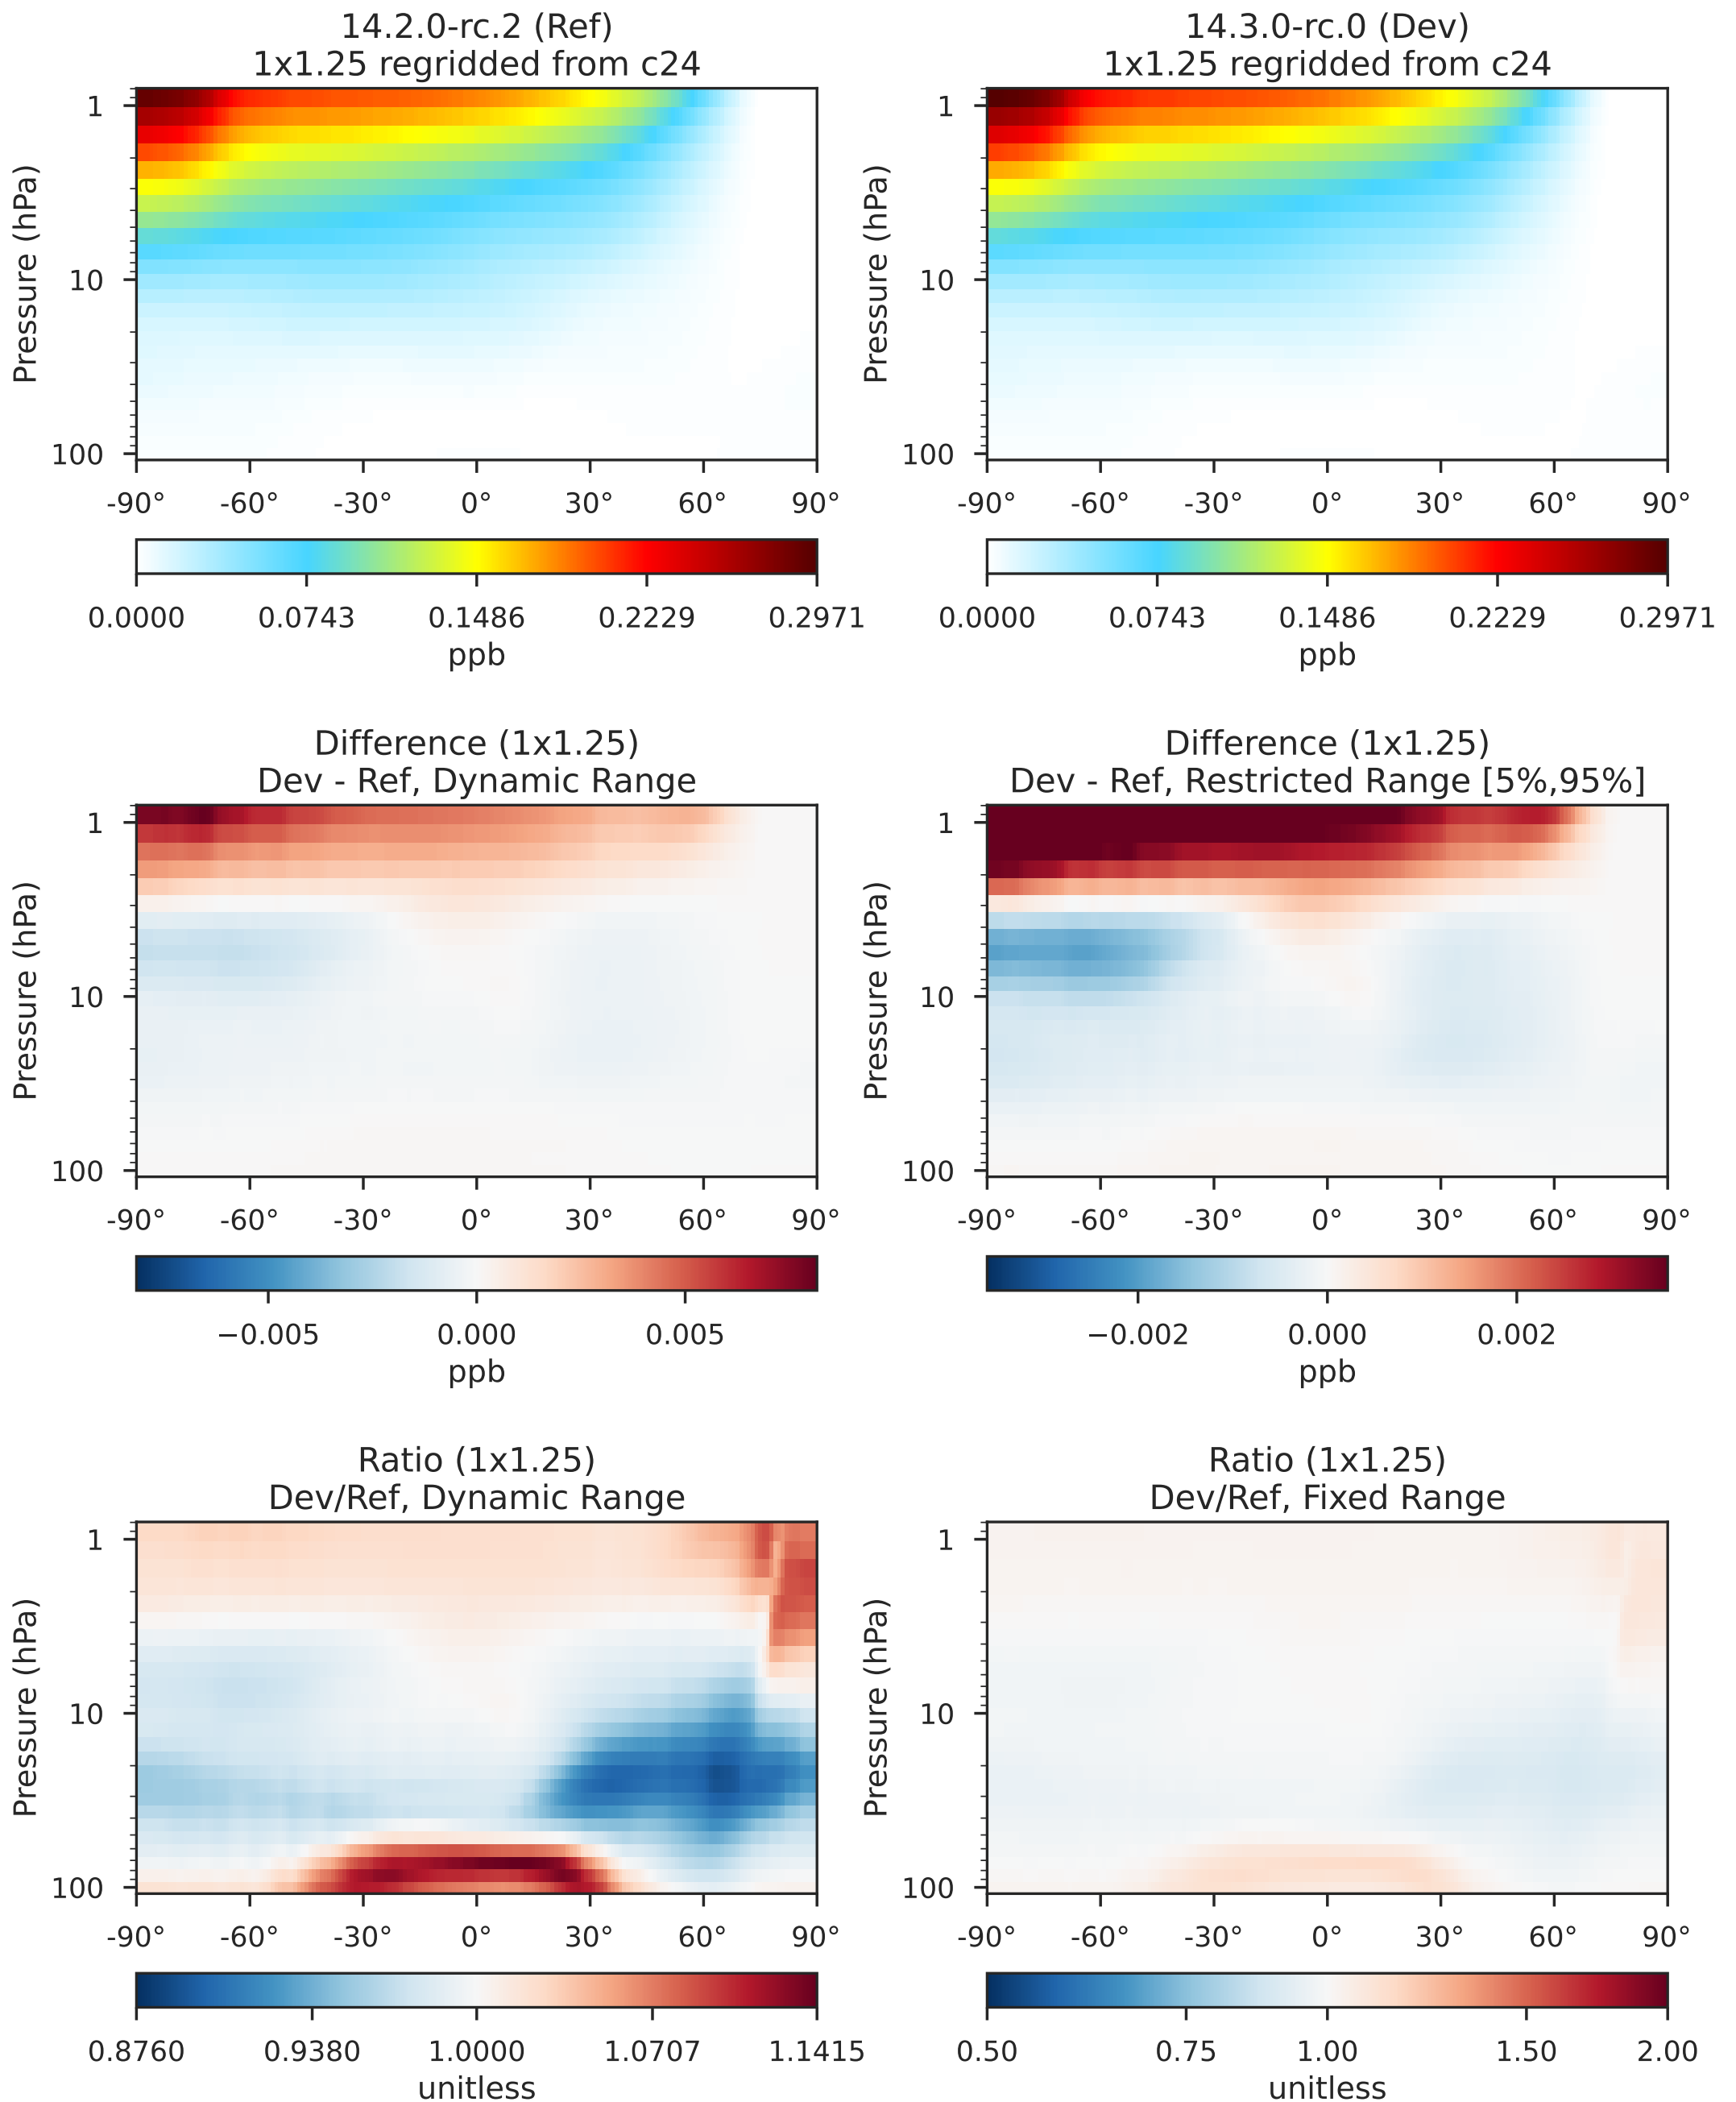 14.2.0-rc.2 (Ref)
1x1.25 regridded from c24
Pressure (hPa)
1
10
100
-90° -60° -30° 0° 30° 60° 90°
0.0000 0.0743 0.1486 0.2229 0.2971
ppb
14.3.0-rc.0 (Dev)
1x1.25 regridded from c24
Pressure (hPa)
1
10
100
-90° -60° -30° 0° 30° 60° 90°
0.0000 0.0743 0.1486 0.2229 0.2971
ppb
Difference (1x1.25)
Dev - Ref, Dynamic Range
Pressure (hPa)
1
10
100
-90° -60° -30° 0° 30° 60° 90°
−0.005 0.000 0.005
ppb
Difference (1x1.25)
Dev - Ref, Restricted Range [5%,95%]
Pressure (hPa)
1
10
100
-90° -60° -30° 0° 30° 60° 90°
−0.002 0.000 0.002
ppb
Ratio (1x1.25)
Dev/Ref, Dynamic Range
Pressure (hPa)
1
10
100
-90° -60° -30° 0° 30° 60° 90°
0.8760 0.9380 1.0000 1.0707 1.1415
unitless
Ratio (1x1.25)
Dev/Ref, Fixed Range
Pressure (hPa)
1
10
100
-90° -60° -30° 0° 30° 60° 90°
0.50 0.75 1.00 1.50 2.00
unitless